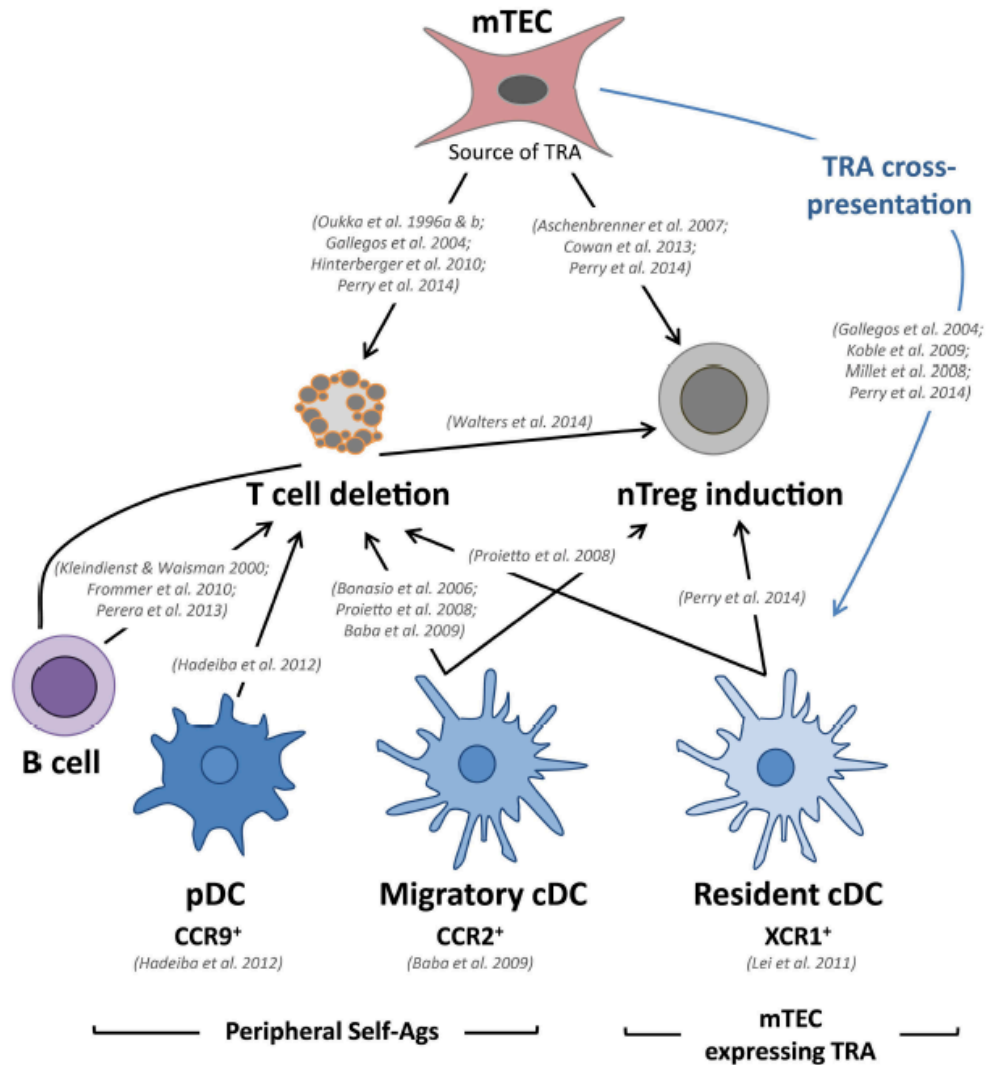 mTEC
Source of TRA
TRA cross-
presentation
(Oukka et al. 1996a & b;
Gallegos et al. 2004;
Hinterberger et al. 2010;
Perry et al. 2014)
(Aschenbrenner et al. 2007;
Cowan et al. 2013;
Perry et al. 2014)
(Gallegos et al. 2004;
Koble et al. 2009;
Millet et al. 2008;
Perry et al. 2014)
(Walters et al. 2014)
T cell deletion
nTreg induction
(Kleindienst & Waisman 2000;
Frommer et al. 2010;
Perera et al. 2013)
(Bonasio et al. 2006;
Proietto et al. 2008;
Baba et al. 2009)
(Proietto et al. 2008)
(Perry et al. 2014)
(Hadeiba et al. 2012)
B cell
pDC
CCR9⁺
(Hadeiba et al. 2012)
Migratory cDC
CCR2⁺
(Baba et al. 2009)
Resident cDC
XCR1⁺
(Lei et al. 2011)
Peripheral Self-Ags
mTEC
expressing TRA